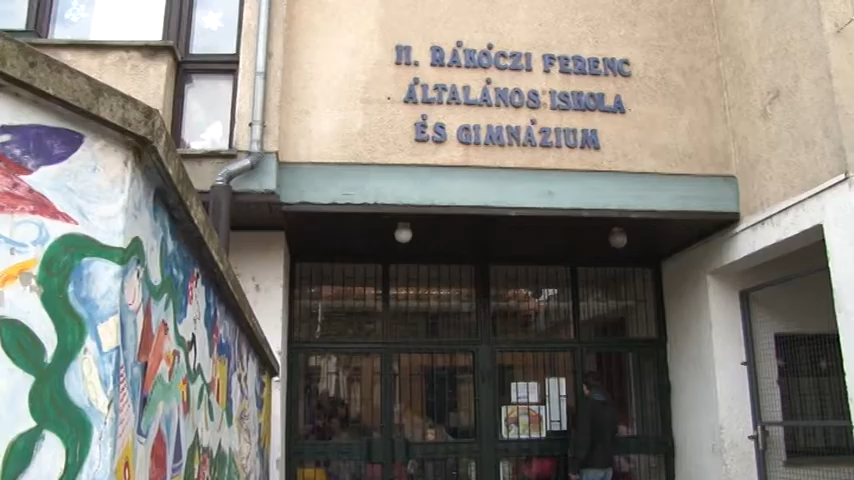 II. RÁKÓCZI FERENC
ÁLTALÁNOS ISKOLA
ÉS GIMNÁZIUM